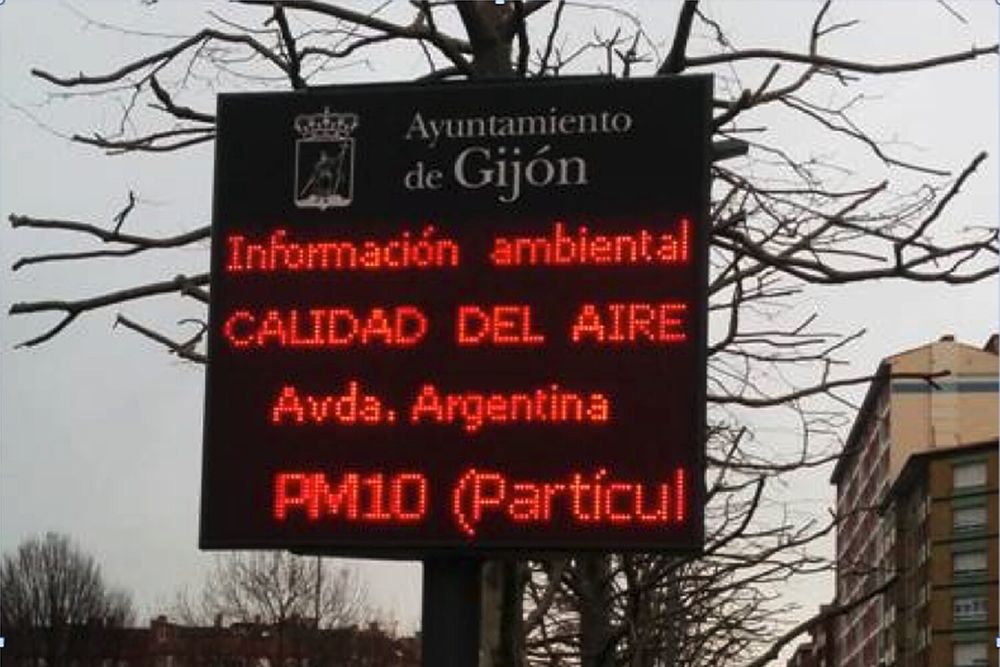 Ayuntamiento
de Gijón
Información ambiental
CALIDAD DEL AIRE
Avda. Argentina
PM10 (Partícul